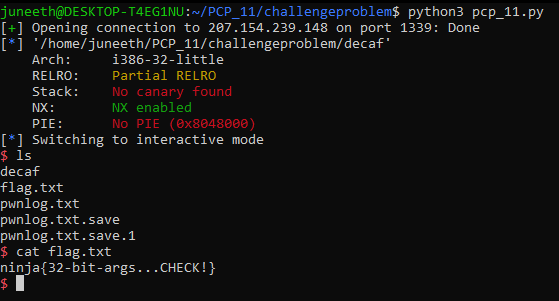 juneeth@DESKTOP-T4EG1NU:~/PCP_11/challengeproblem$ python3 pcp_11.py
[+] Opening connection to 207.154.239.148 on port 1339: Done
[*] '/home/juneeth/PCP_11/challengeproblem/decaf'
    Arch:     i386-32-little
    RELRO:    Partial RELRO
    Stack:    No canary found
    NX:       NX enabled
    PIE:      No PIE (0x8048000)
[*] Switching to interactive mode
$ ls
decaf
flag.txt
pwnlog.txt
pwnlog.txt.save
pwnlog.txt.save.1
$ cat flag.txt
ninja{32-bit-args...CHECK!}
$